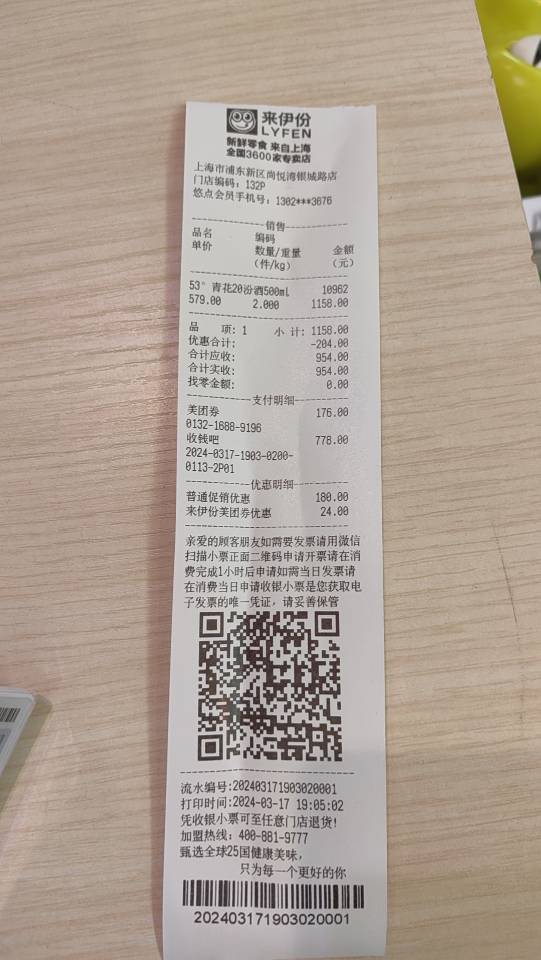 来伊份
LYFEN
新鲜零食 来自上海
全国3600家专卖店
上海市浦东新区尚悦湾银城路店
门店编码：132P
悠点会员手机号：1302***3676
销售
品名 编码
单价 数量/重量 金额
(件/kg) (元)
53°青花20汾酒500mL 10962
579.00 2.000 1158.00
品 项：1 小 计：1158.00
优惠合计： -204.00
合计应收： 954.00
合计实收： 954.00
找零金额： 0.00
支付明细
美团券 176.00
0132-1688-9196
收钱吧 778.00
2024-0317-1903-0200-
0113-2P01
优惠明细
普通促销优惠 180.00
来伊份美团券优惠 24.00
亲爱的顾客朋友如需要发票请用微信
扫描小票正面二维码申请开票请在消
费完成1小时后申请如需当日发票请
在消费当日申请收银小票是您获取电
子发票的唯一凭证，请妥善保管
流水编号:202403171903020001
打印时间:2024-03-17 19:05:02
凭收银小票可至任意门店退货!
加盟热线：400-881-9777
甄选全球25国健康美味，
只为每一个更好的你
202403171903020001